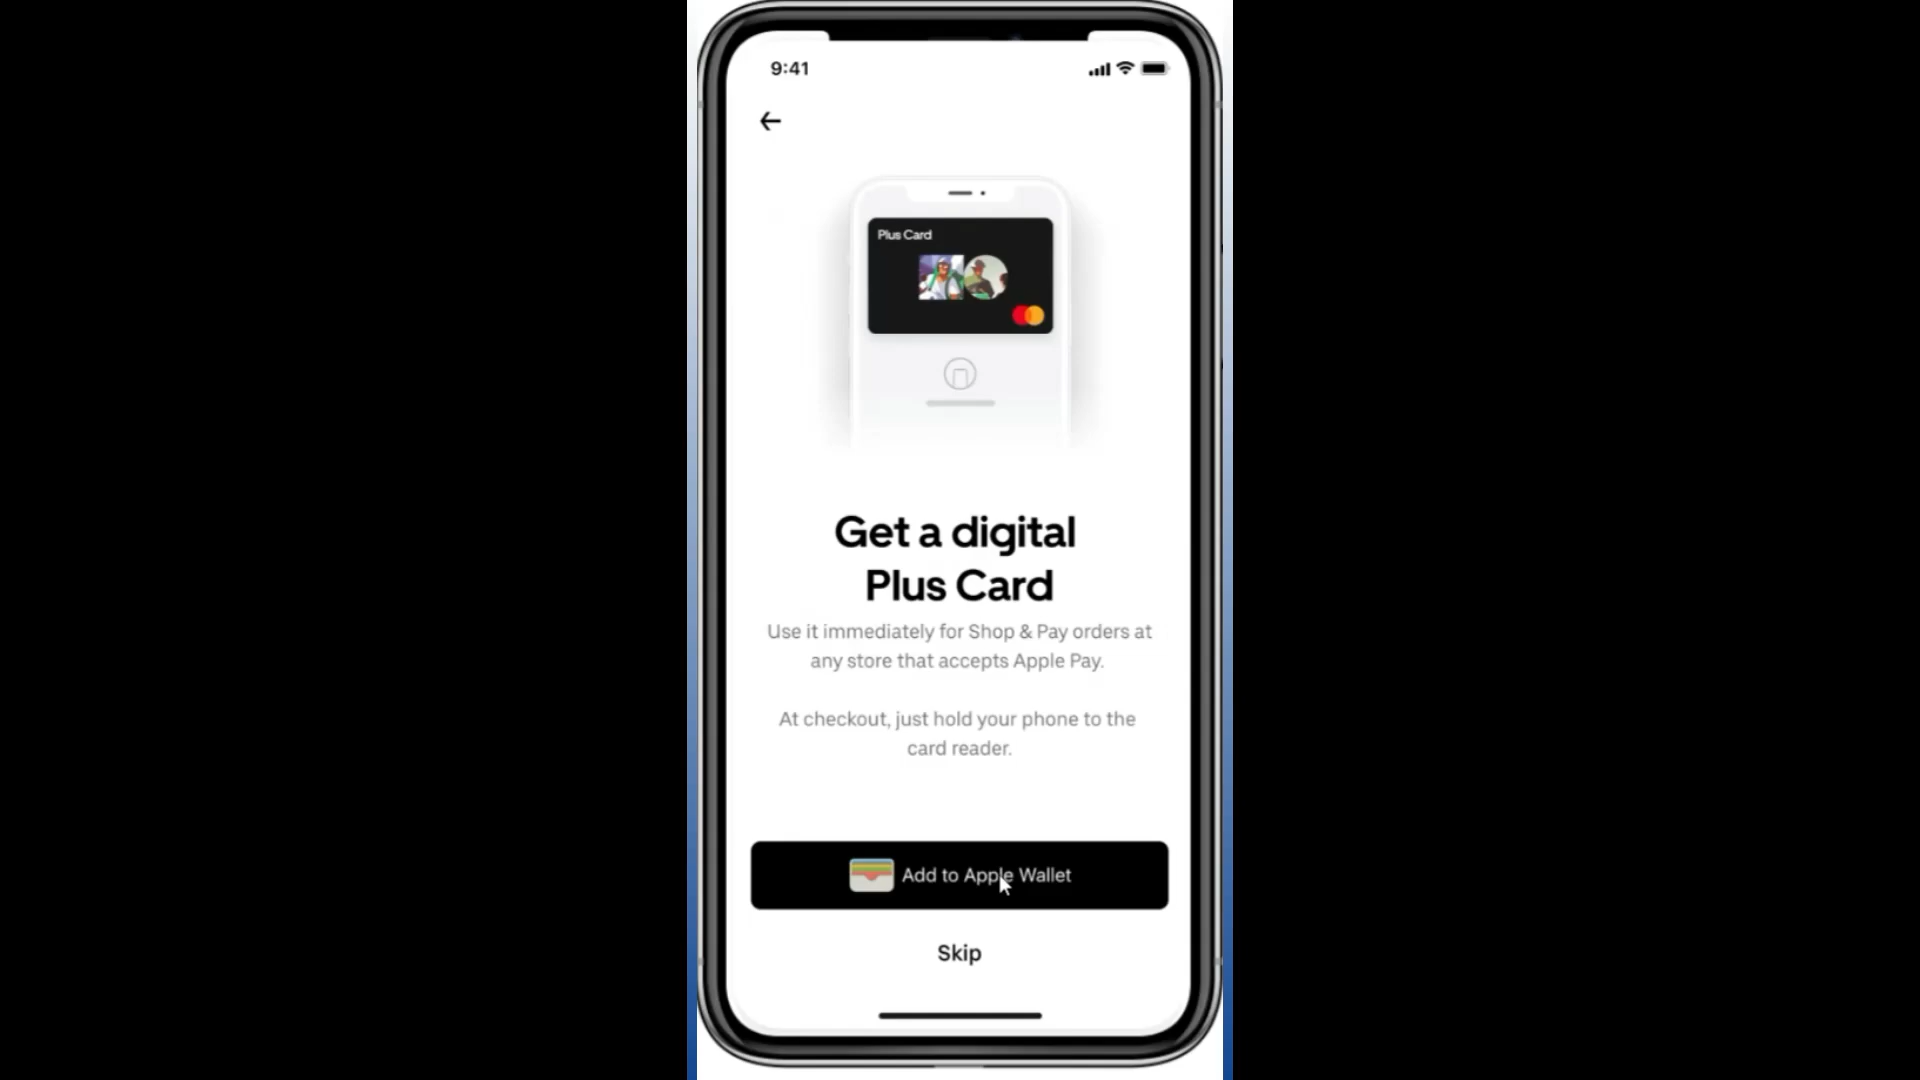 9:41
Plus Card
Get a digital
Plus Card
Use it immediately for Shop & Pay orders at
any store that accepts Apple Pay.
At checkout, just hold your phone to the
card reader.
Add to Apple Wallet
Skip